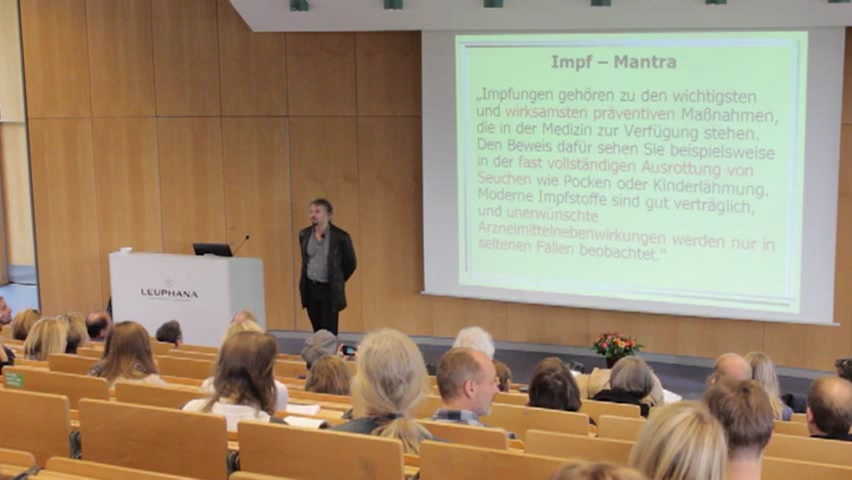 Impf – Mantra
„Impfungen gehören zu den wichtigsten
und wirksamsten präventiven Maßnahmen,
die in der Medizin zur Verfügung stehen.
Den Beweis dafür sehen Sie beispielsweise
in der fast vollständigen Ausrottung von
Seuchen wie Pocken oder Kinderlähmung.
Moderne Impfstoffe sind gut verträglich,
und unerwünschte
Arzneimittelnebenwirkungen werden nur in
seltenen Fällen beobachtet.“
LEUPHANA